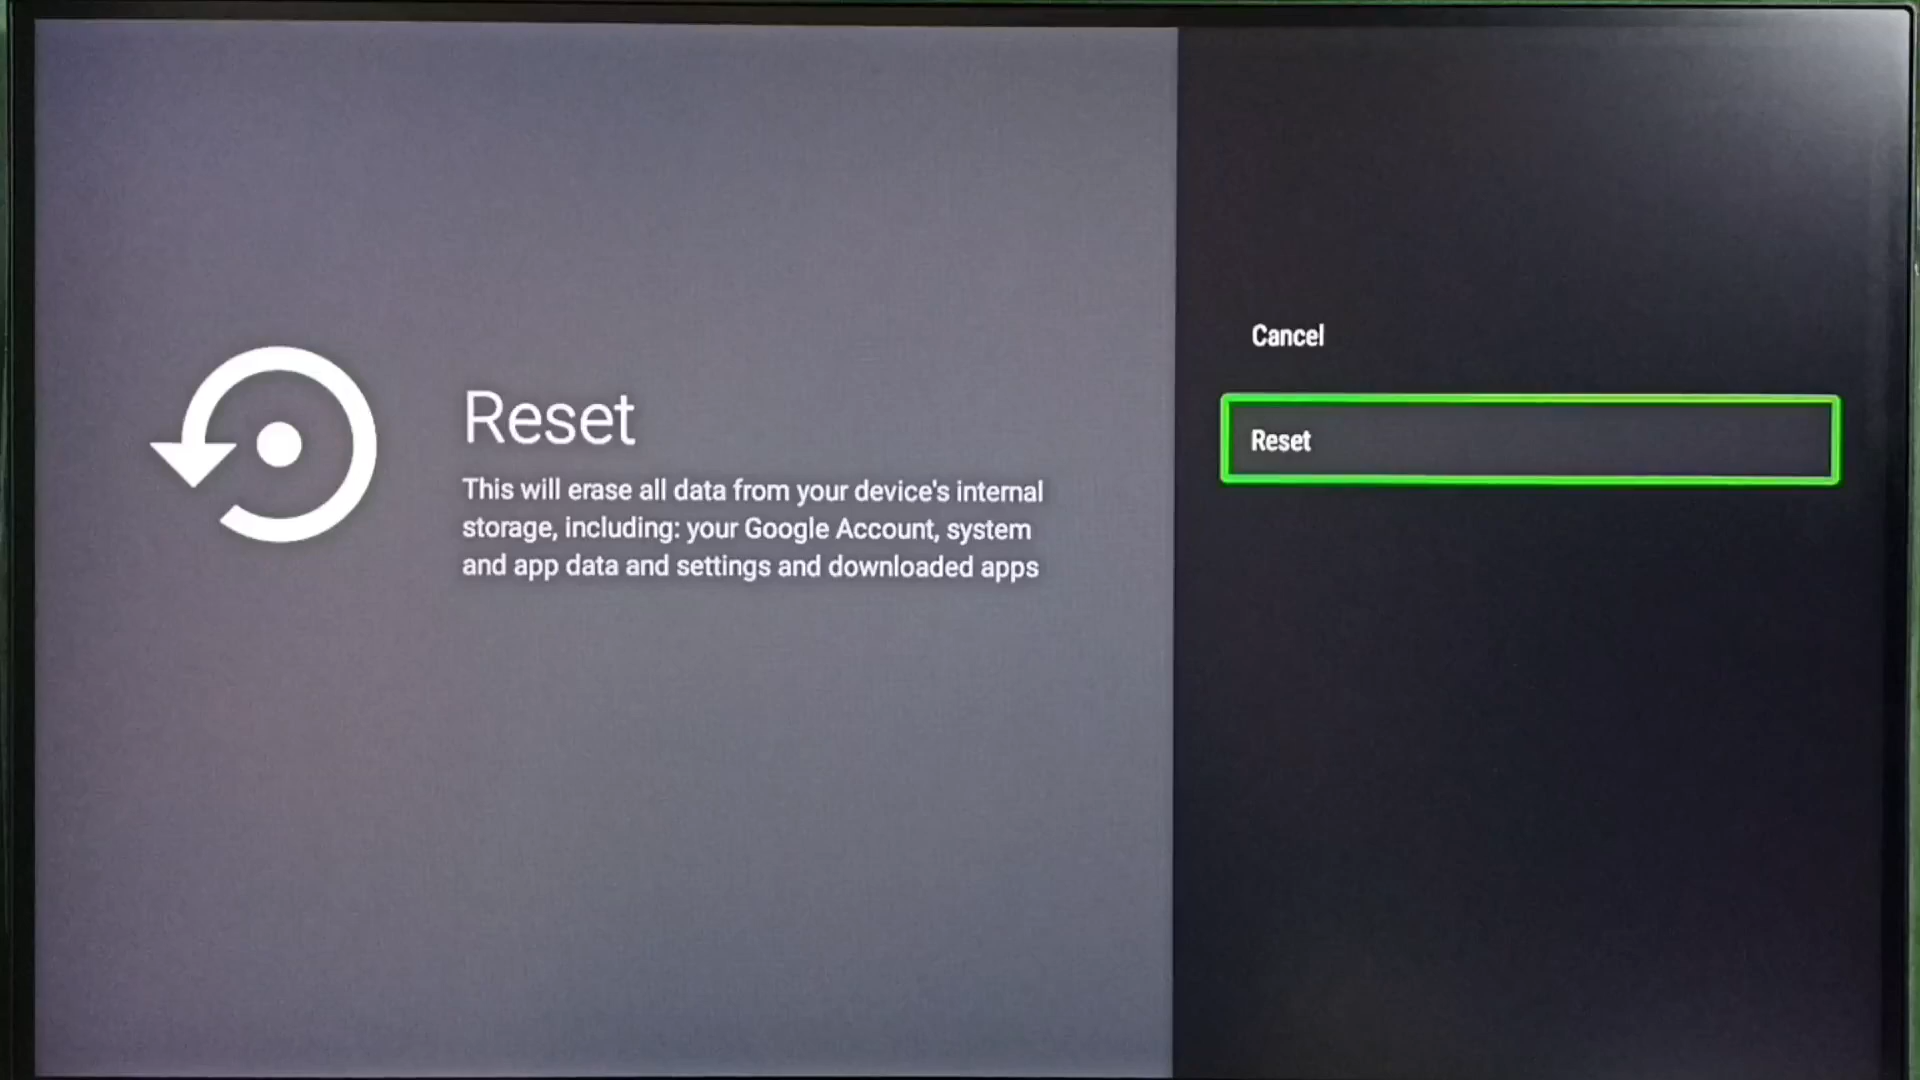 Reset
This will erase all data from your device's internal
storage, including: your Google Account, system
and app data and settings and downloaded apps
Cancel
Reset